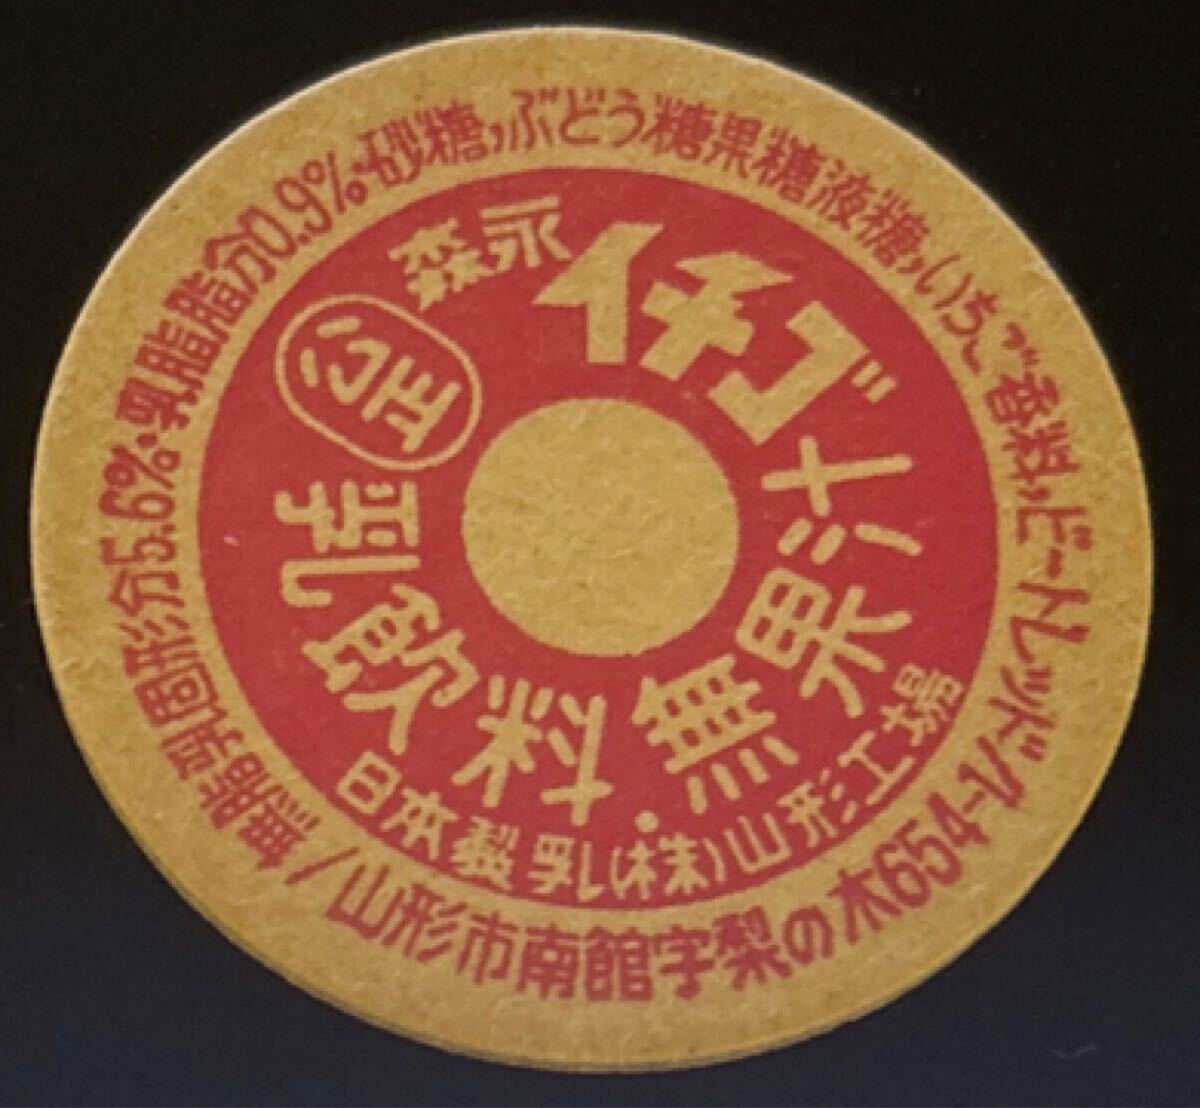 森永
イチゴ
公正
乳飲料・無果汁
日本製乳(株)山形工場
無脂乳固形分5.6%・乳脂肪分0.9%・砂糖,ぶどう糖果糖液糖,いちご香料,ビートレッド
山形市南館字梨の木654-1